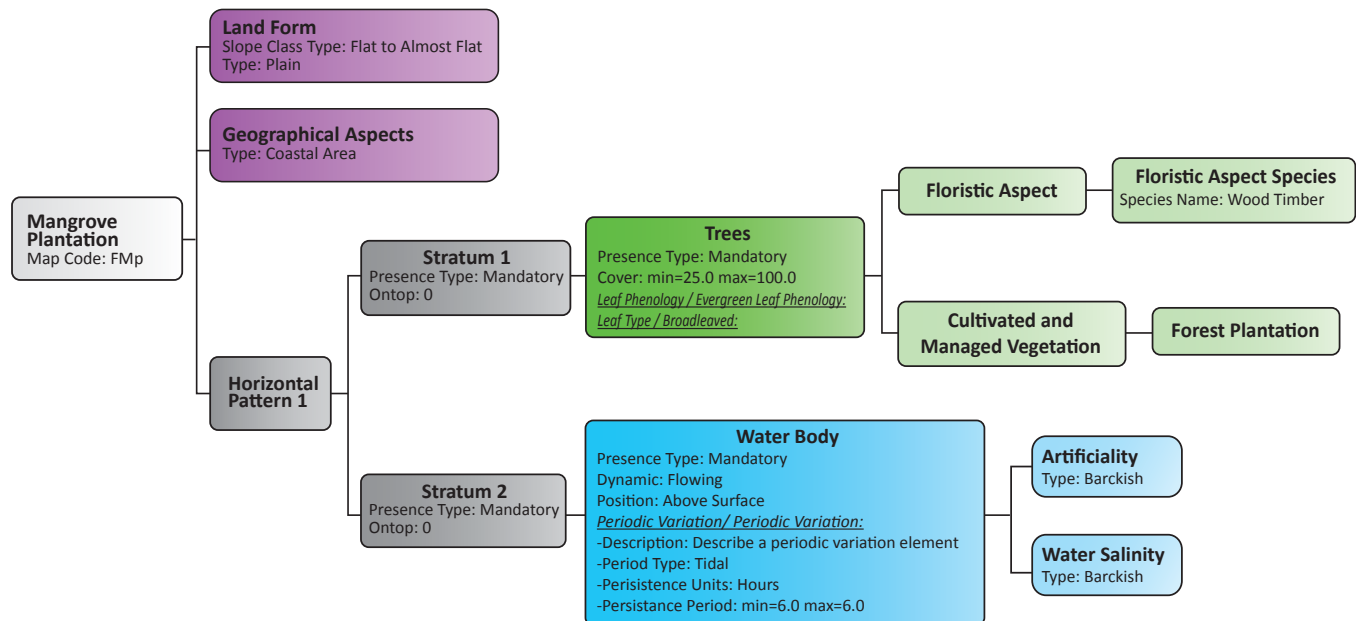 Land Form
Slope Class Type: Flat to Almost Flat
Type: Plain
Geographical Aspects
Type: Coastal Area
Mangrove
Plantation
Map Code: FMp
Horizontal
Pattern 1
Stratum 1
Presence Type: Mandatory
Ontop: 0
Trees
Presence Type: Mandatory
Cover: min=25.0 max=100.0
Leaf Phenology / Evergreen Leaf Phenology:
Leaf Type / Broadleaved:
Floristic Aspect
Floristic Aspect Species
Species Name: Wood Timber
Cultivated and
Managed Vegetation
Forest Plantation
Stratum 2
Presence Type: Mandatory
Ontop: 0
Water Body
Presence Type: Mandatory
Dynamic: Flowing
Position: Above Surface
Periodic Variation/ Periodic Variation:
-Description: Describe a periodic variation element
-Period Type: Tidal
-Perisistence Units: Hours
-Persistance Period: min=6.0 max=6.0
Artificiality
Type: Barckish
Water Salinity
Type: Barckish